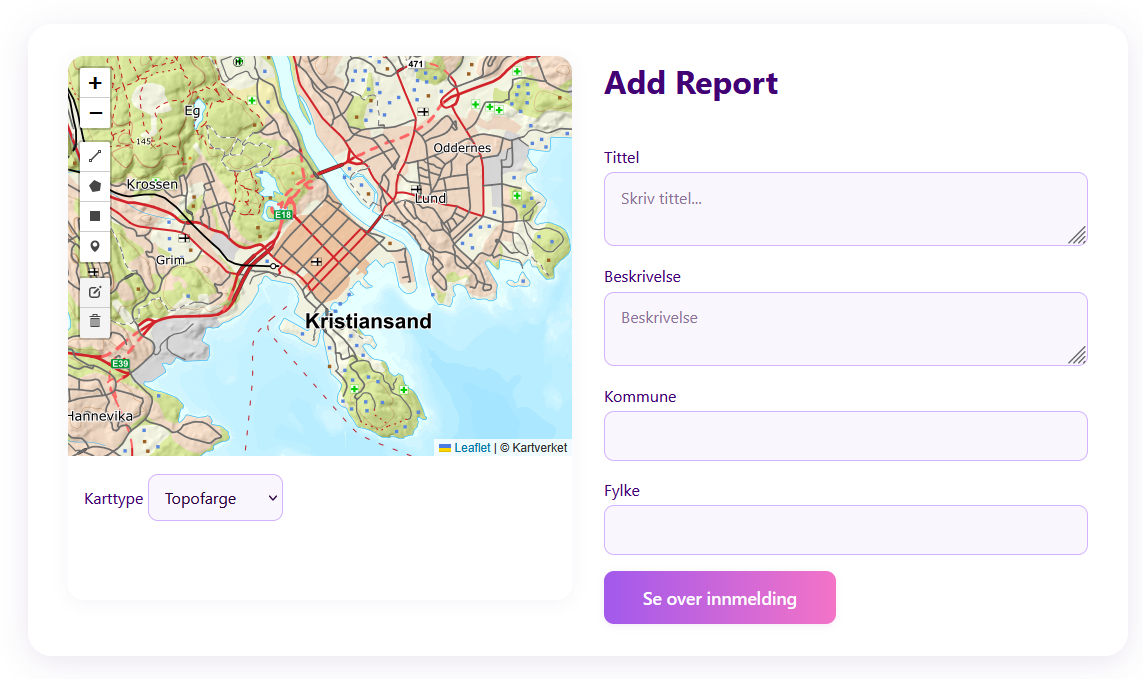 +
−
471
Eg
145
Oddernes
Krossen
Lund
E18
Grim
Kristiansand
E39
Hannevika
Leaflet | © Kartverket
Karttype
Topofarge
Add Report
Tittel
Skriv tittel...
Beskrivelse
Beskrivelse
Kommune
Fylke
Se over innmelding